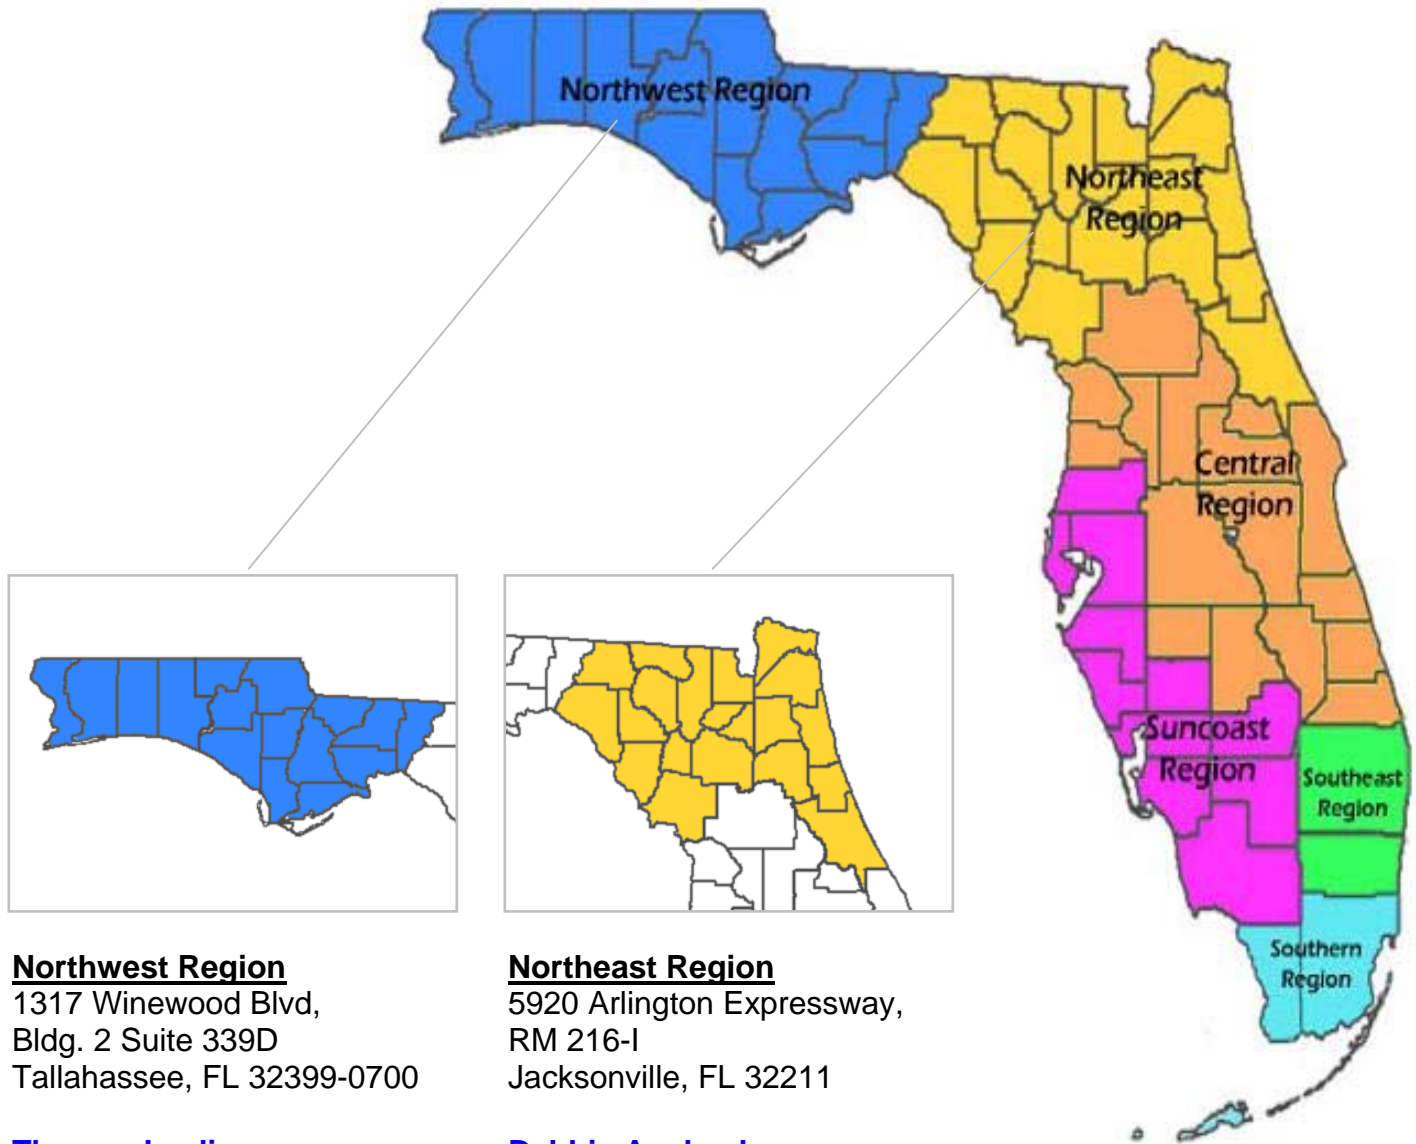 Northwest Region
Northeast
Region
Central
Region
Suncoast
Region
Southeast
Region
Southern
Region
Northwest Region
1317 Winewood Blvd,
Bldg. 2 Suite 339D
Tallahassee, FL 32399-0700
Northeast Region
5920 Arlington Expressway,
RM 216-I
Jacksonville, FL 32211